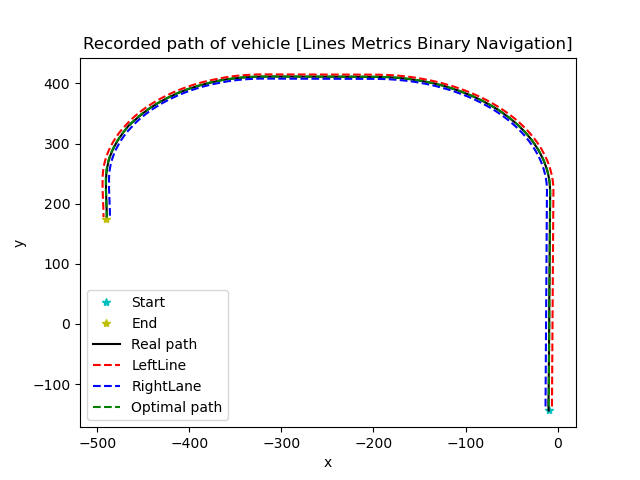 Recorded path of vehicle [Lines Metrics Binary Navigation]
400
300
200
100
0
−100
y
Start
End
Real path
LeftLine
RightLane
Optimal path
−500
−400
−300
−200
−100
0
x